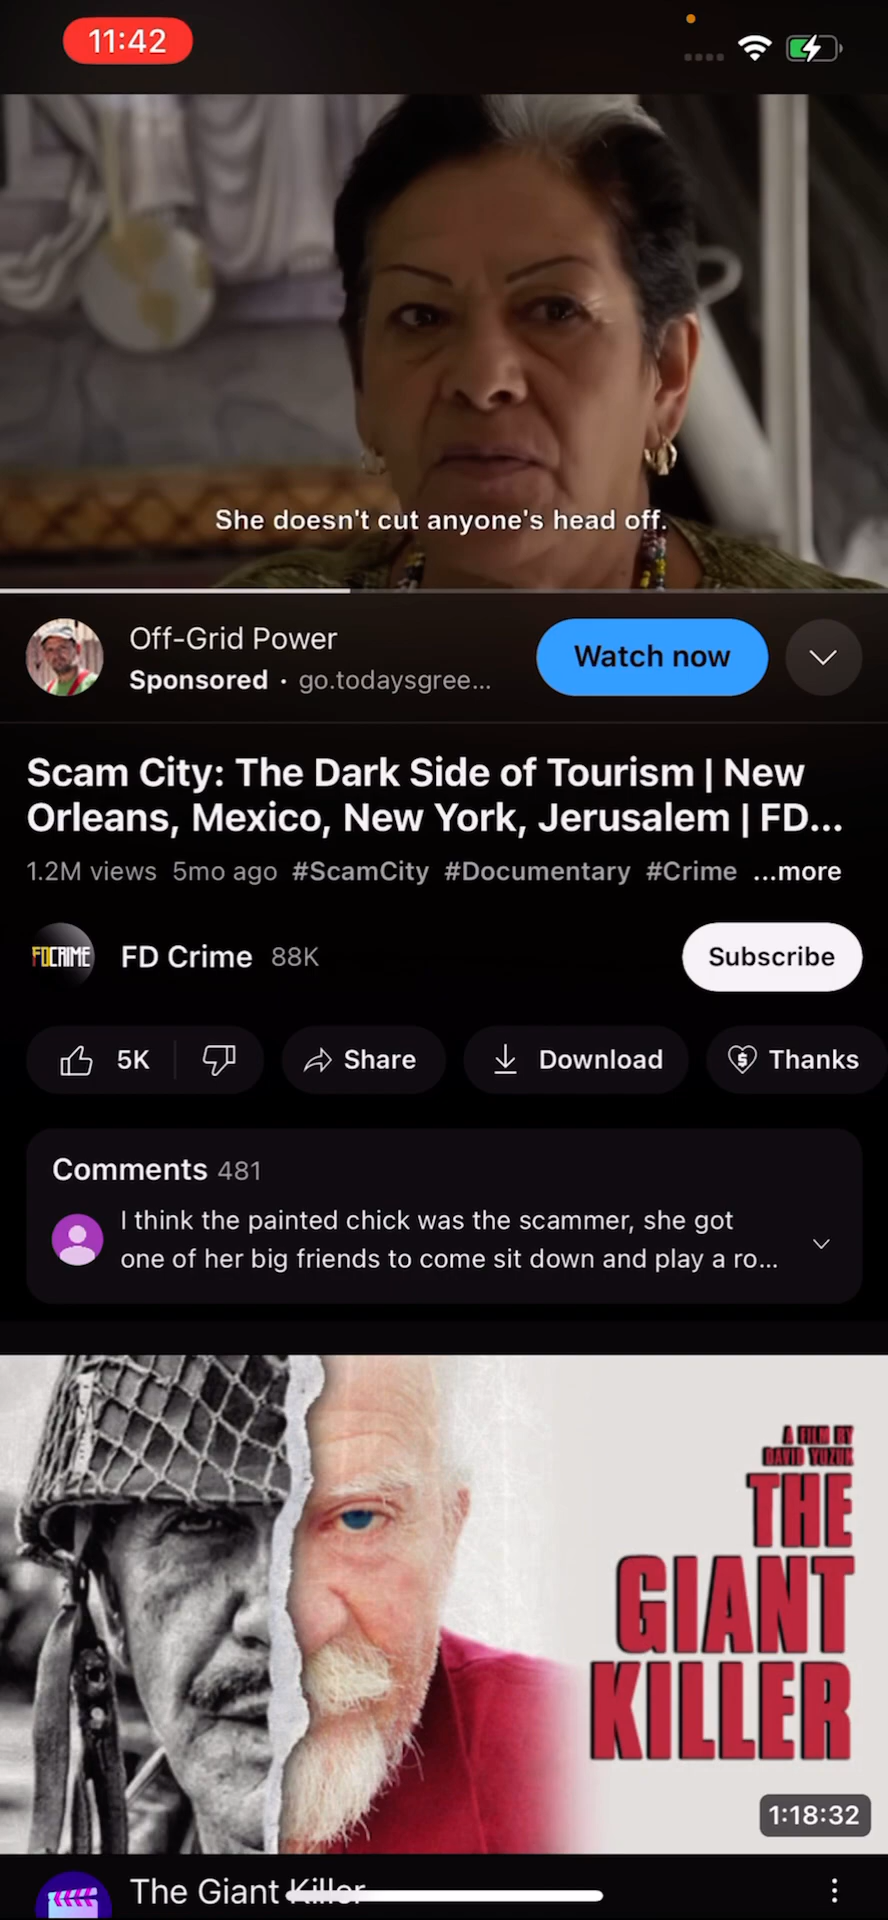 11:42
She doesn't cut anyone's head off.
Off-Grid Power
Sponsored · go.todaysgree...
Watch now
Scam City: The Dark Side of Tourism | New
Orleans, Mexico, New York, Jerusalem | FD...
1.2M views 5mo ago #ScamCity #Documentary #Crime ...more
FDCRIME
FD Crime 88K
Subscribe
5K
Share
Download
Thanks
Comments 481
I think the painted chick was the scammer, she got
one of her big friends to come sit down and play a ro...
A FILM BY
DAVID YUZUK
THE
GIANT
KILLER
1:18:32
The Giant Killer